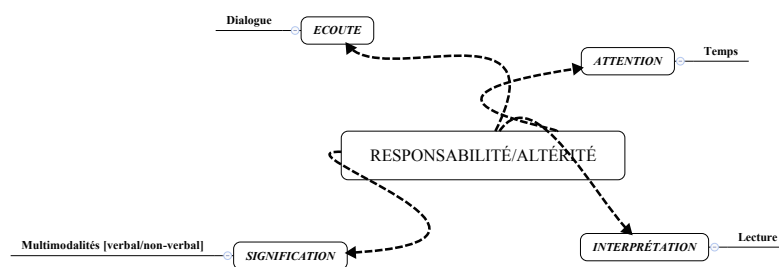 Dialogue
ECOUTE
ATTENTION
Temps
RESPONSABILITÉ/ALTÉRITÉ
Multimodalités [verbal/non-verbal]
SIGNIFICATION
INTERPRÉTATION
Lecture